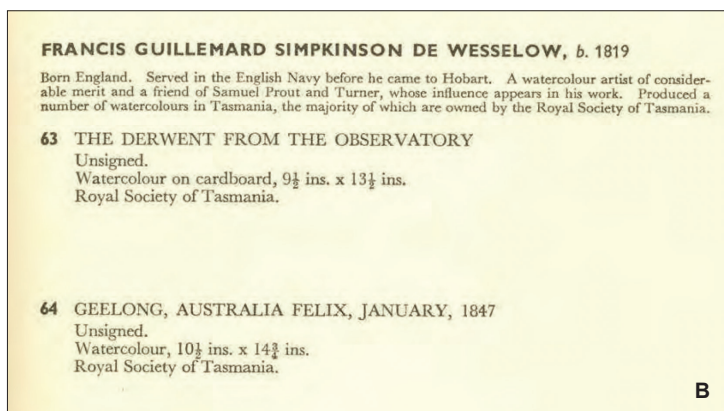 FRANCIS GUILLEMARD SIMPKINSON DE WESSELOW, b. 1819
Born England. Served in the English Navy before he came to Hobart. A watercolour artist of consider-
able merit and a friend of Samuel Prout and Turner, whose influence appears in his work. Produced a
number of watercolours in Tasmania, the majority of which are owned by the Royal Society of Tasmania.
63 THE DERWENT FROM THE OBSERVATORY
Unsigned.
Watercolour on cardboard, 9½ ins. x 13½ ins.
Royal Society of Tasmania.
64 GEELONG, AUSTRALIA FELIX, JANUARY, 1847
Unsigned.
Watercolour, 10½ ins. x 14¾ ins.
Royal Society of Tasmania.
B